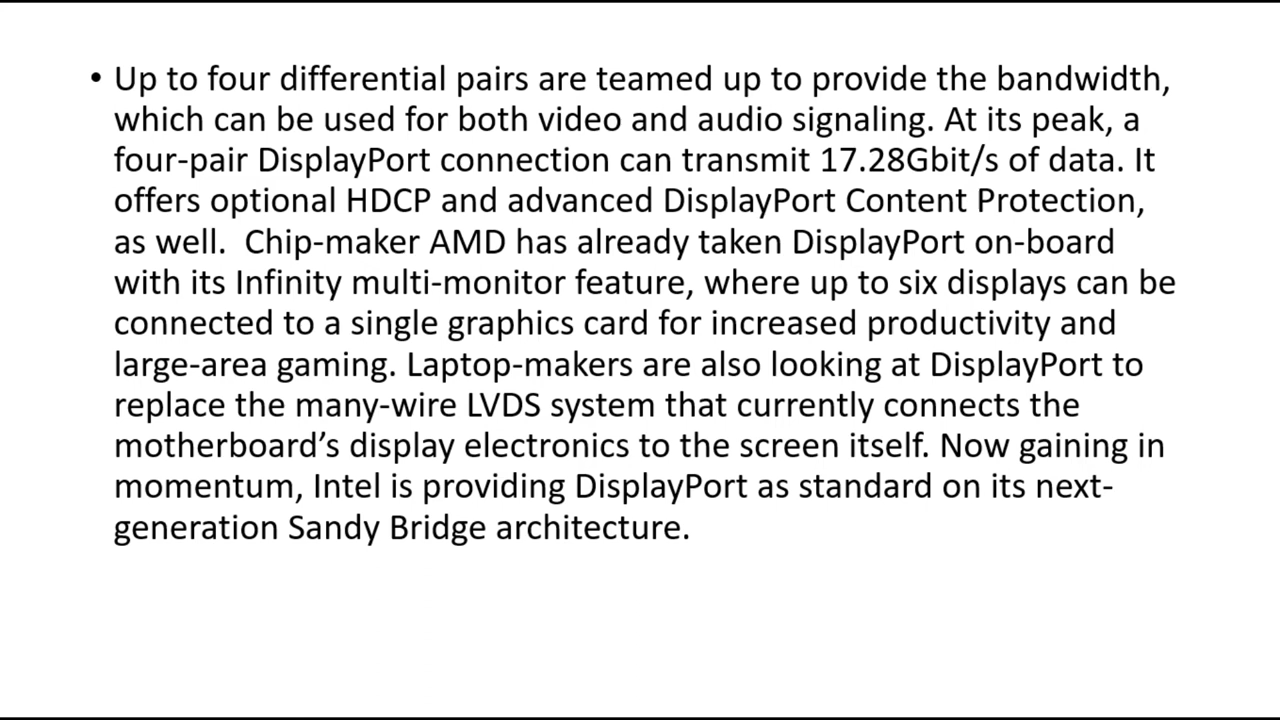 • Up to four differential pairs are teamed up to provide the bandwidth,
which can be used for both video and audio signaling. At its peak, a
four-pair DisplayPort connection can transmit 17.28Gbit/s of data. It
offers optional HDCP and advanced DisplayPort Content Protection,
as well.  Chip-maker AMD has already taken DisplayPort on-board
with its Infinity multi-monitor feature, where up to six displays can be
connected to a single graphics card for increased productivity and
large-area gaming. Laptop-makers are also looking at DisplayPort to
replace the many-wire LVDS system that currently connects the
motherboard’s display electronics to the screen itself. Now gaining in
momentum, Intel is providing DisplayPort as standard on its next-
generation Sandy Bridge architecture.